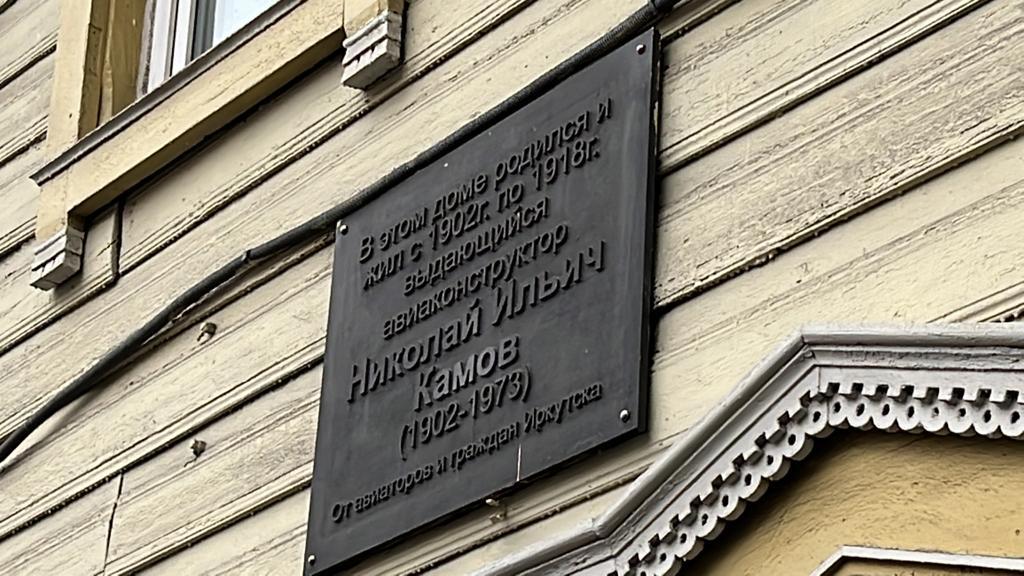 В этом доме родился и
жил с 1902г. по 1918г.
выдающийся
авиаконструктор
Николай Ильич
Камов
(1902-1973)
От авиаторов и граждан Иркутска